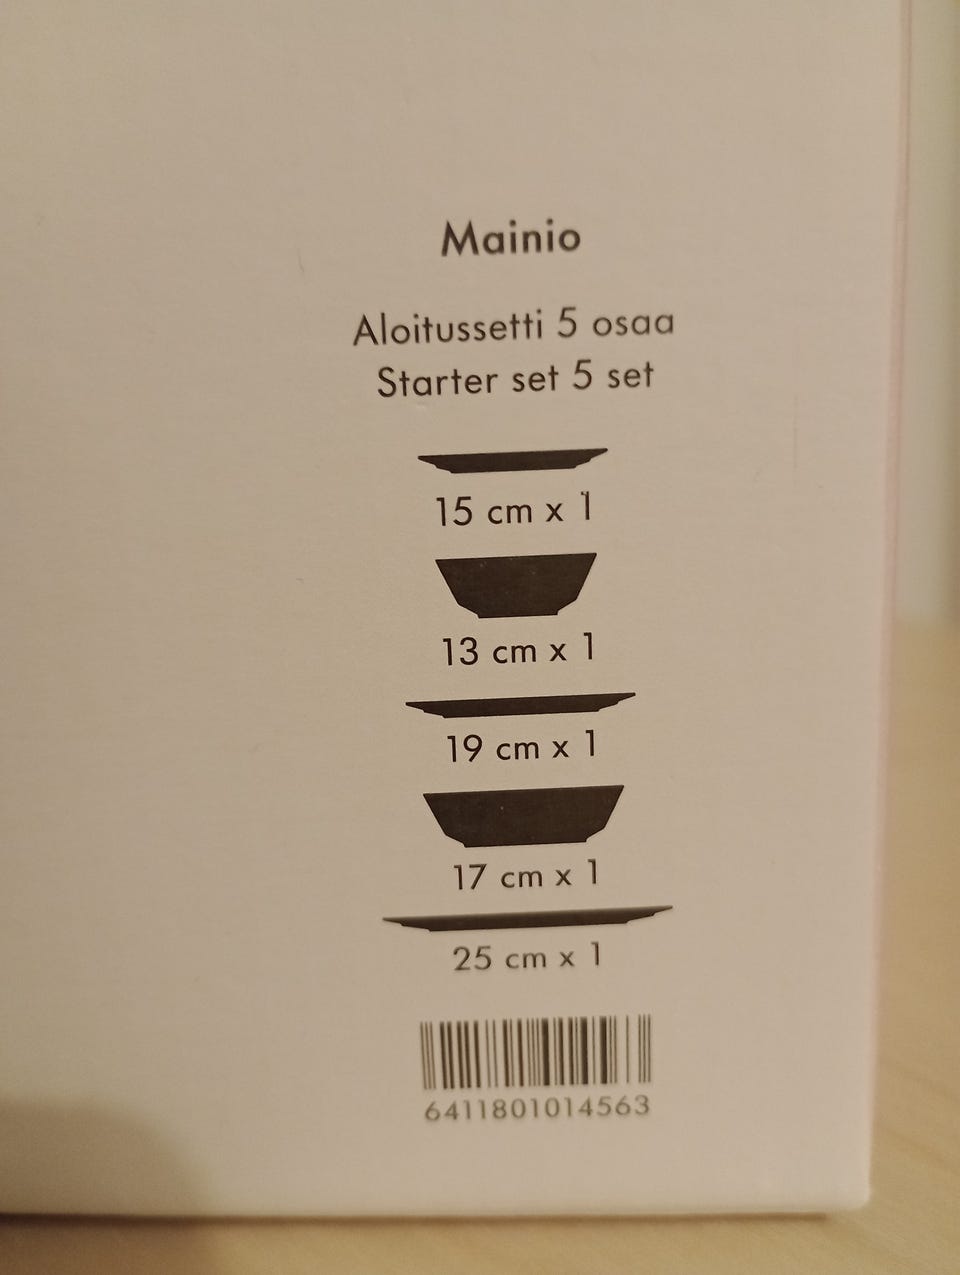 Mainio
Aloitussetti 5 osaa
Starter set 5 set
15 cm x 1
13 cm x 1
19 cm x 1
17 cm x 1
25 cm x 1
6411801014563